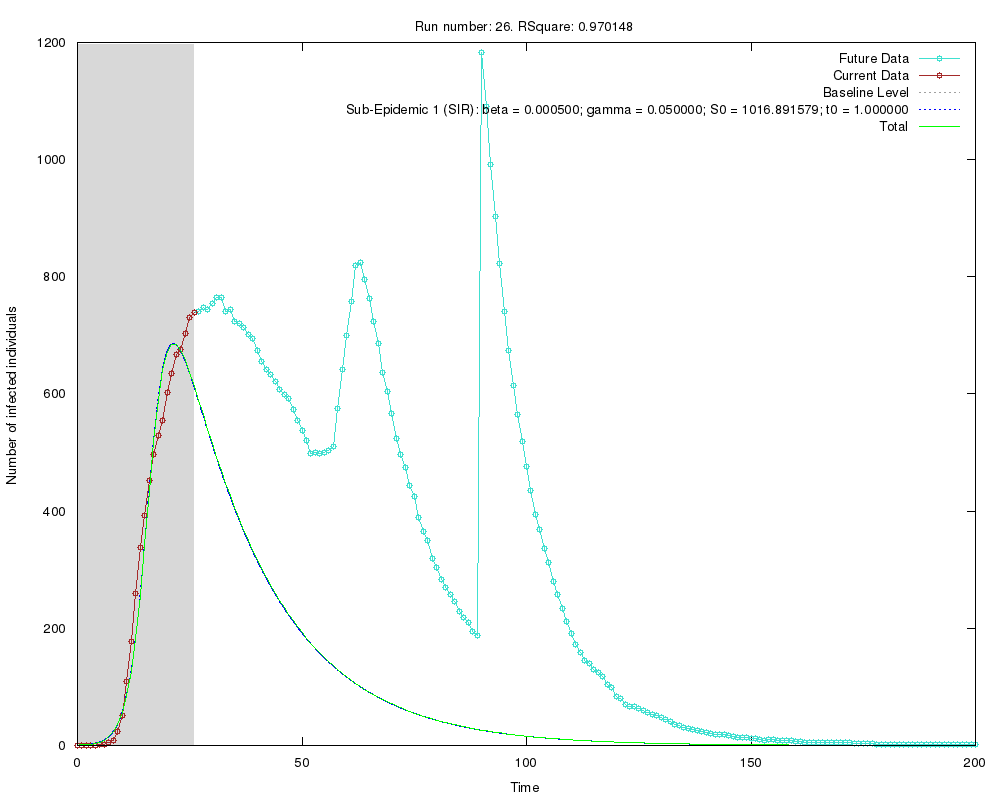 Run number: 26. RSquare: 0.970148
1200
1000
800
600
400
200
0
Number of infected individuals
Future Data
Current Data
Baseline Level
Sub-Epidemic 1 (SIR): beta = 0.000500; gamma = 0.050000; S0 = 1016.891579; t0 = 1.000000
Total
0 50 100 150 200
Time